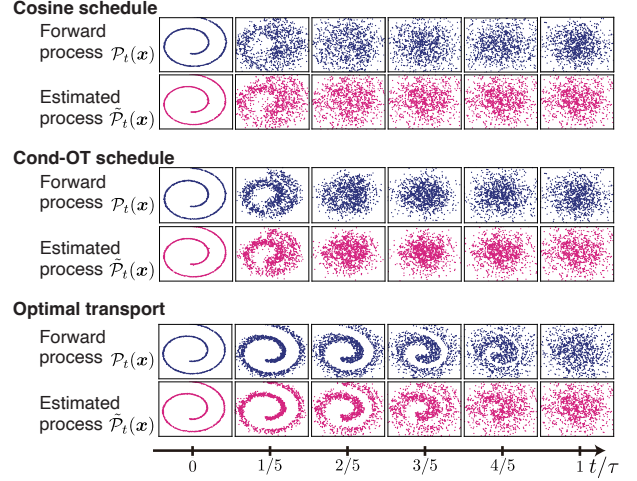 Cosine schedule
Forward
process 𝒫ₜ(𝒙)
Estimated
process 𝒫̃ₜ(𝒙)
Cond-OT schedule
Forward
process 𝒫ₜ(𝒙)
Estimated
process 𝒫̃ₜ(𝒙)
Optimal transport
Forward
process 𝒫ₜ(𝒙)
Estimated
process 𝒫̃ₜ(𝒙)
0 1/5 2/5 3/5 4/5 1 t/τ